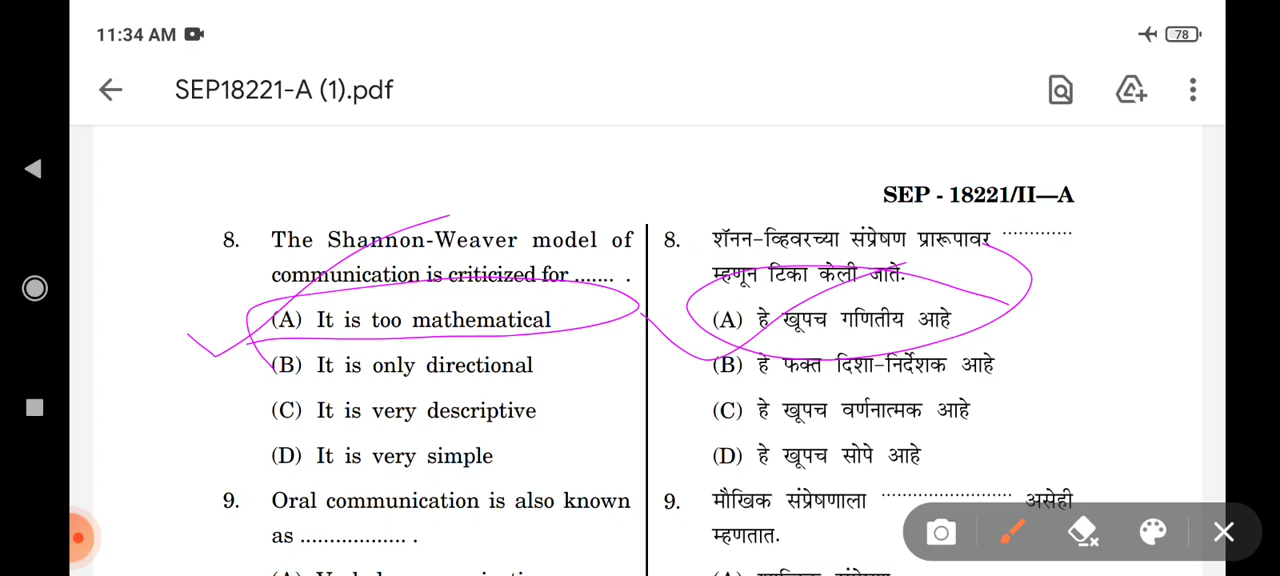 11:34 AM
78
SEP18221-A (1).pdf
SEP - 18221/II—A
8. The Shannon-Weaver model of
communication is criticized for ....... .
(A) It is too mathematical
(B) It is only directional
(C) It is very descriptive
(D) It is very simple
9. Oral communication is also known
as .................. .
8. शॅनन-व्हिवरच्या संप्रेषण प्रारूपावर ............
म्हणून टिका केली जाते.
(A) हे खूपच गणितीय आहे
(B) हे फक्त दिशा-निर्देशक आहे
(C) हे खूपच वर्णनात्मक आहे
(D) हे खूपच सोपे आहे
9. मौखिक संप्रेषणाला ........................ असेही
म्हणतात.